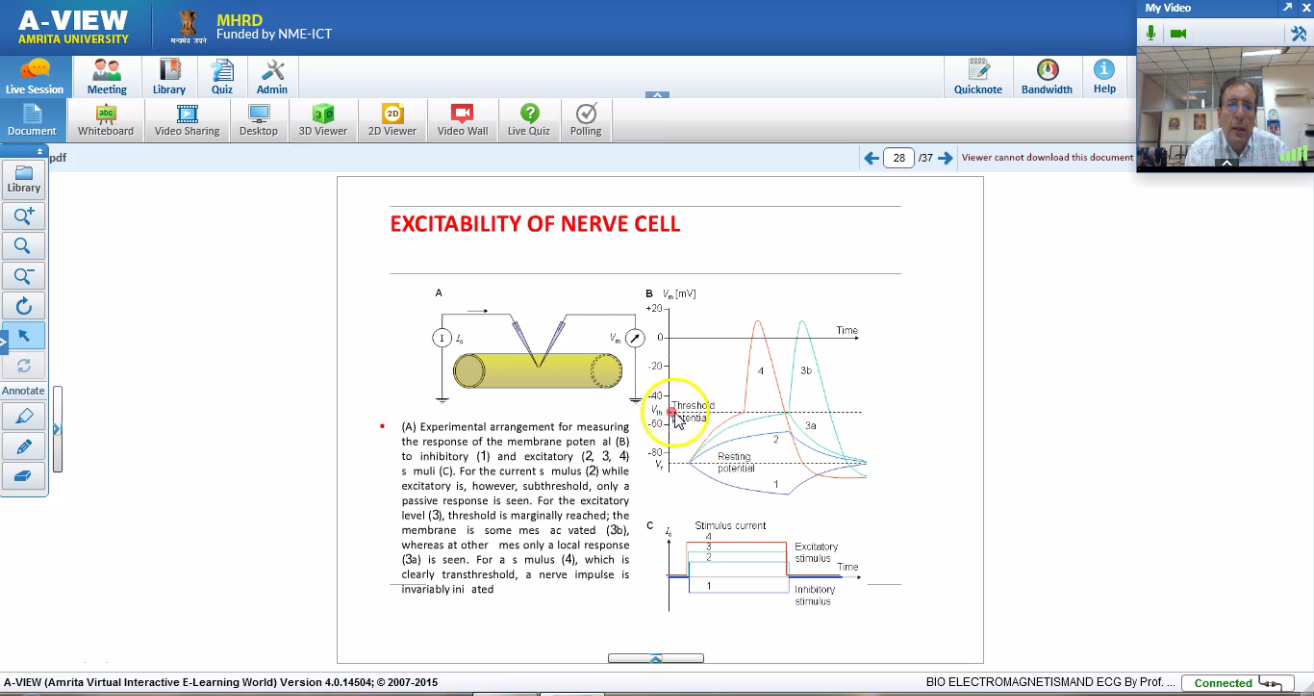 A-VIEW
AMRITA UNIVERSITY
MHRD
Funded by NME-ICT
My Video
Live Session
Meeting
Library
Quiz
Admin
Quicknote
Bandwidth
Help
Document
Whiteboard
Video Sharing
Desktop
3D Viewer
2D Viewer
Video Wall
Live Quiz
Polling
pdf
28 /37
Viewer cannot download this document
Library
Annotate
EXCITABILITY OF NERVE CELL
A
I Is
Vm
B Vm [mV]
+20
0
Time
-20
-40
Vth
Threshold
potential
-60
-80
Vr
Resting
potential
4
3b
3a
2
1
(A) Experimental arrangement for measuring
the response of the membrane poten al (B)
to inhibitory (1) and excitatory (2, 3, 4)
s muli (C). For the current s mulus (2) while
excitatory is, however, subthreshold, only a
passive response is seen. For the excitatory
level (3), threshold is marginally reached; the
membrane is some mes ac vated (3b),
whereas at other mes only a local response
(3a) is seen. For a s mulus (4), which is
clearly transthreshold, a nerve impulse is
invariably ini ated
C Is
Stimulus current
4
3
2
1
Excitatory
stimulus
Time
Inhibitory
stimulus
A-VIEW (Amrita Virtual Interactive E-Learning World) Version 4.0.14504; © 2007-2015
BIO ELECTROMAGNETISMAND ECG By Prof. ...
Connected